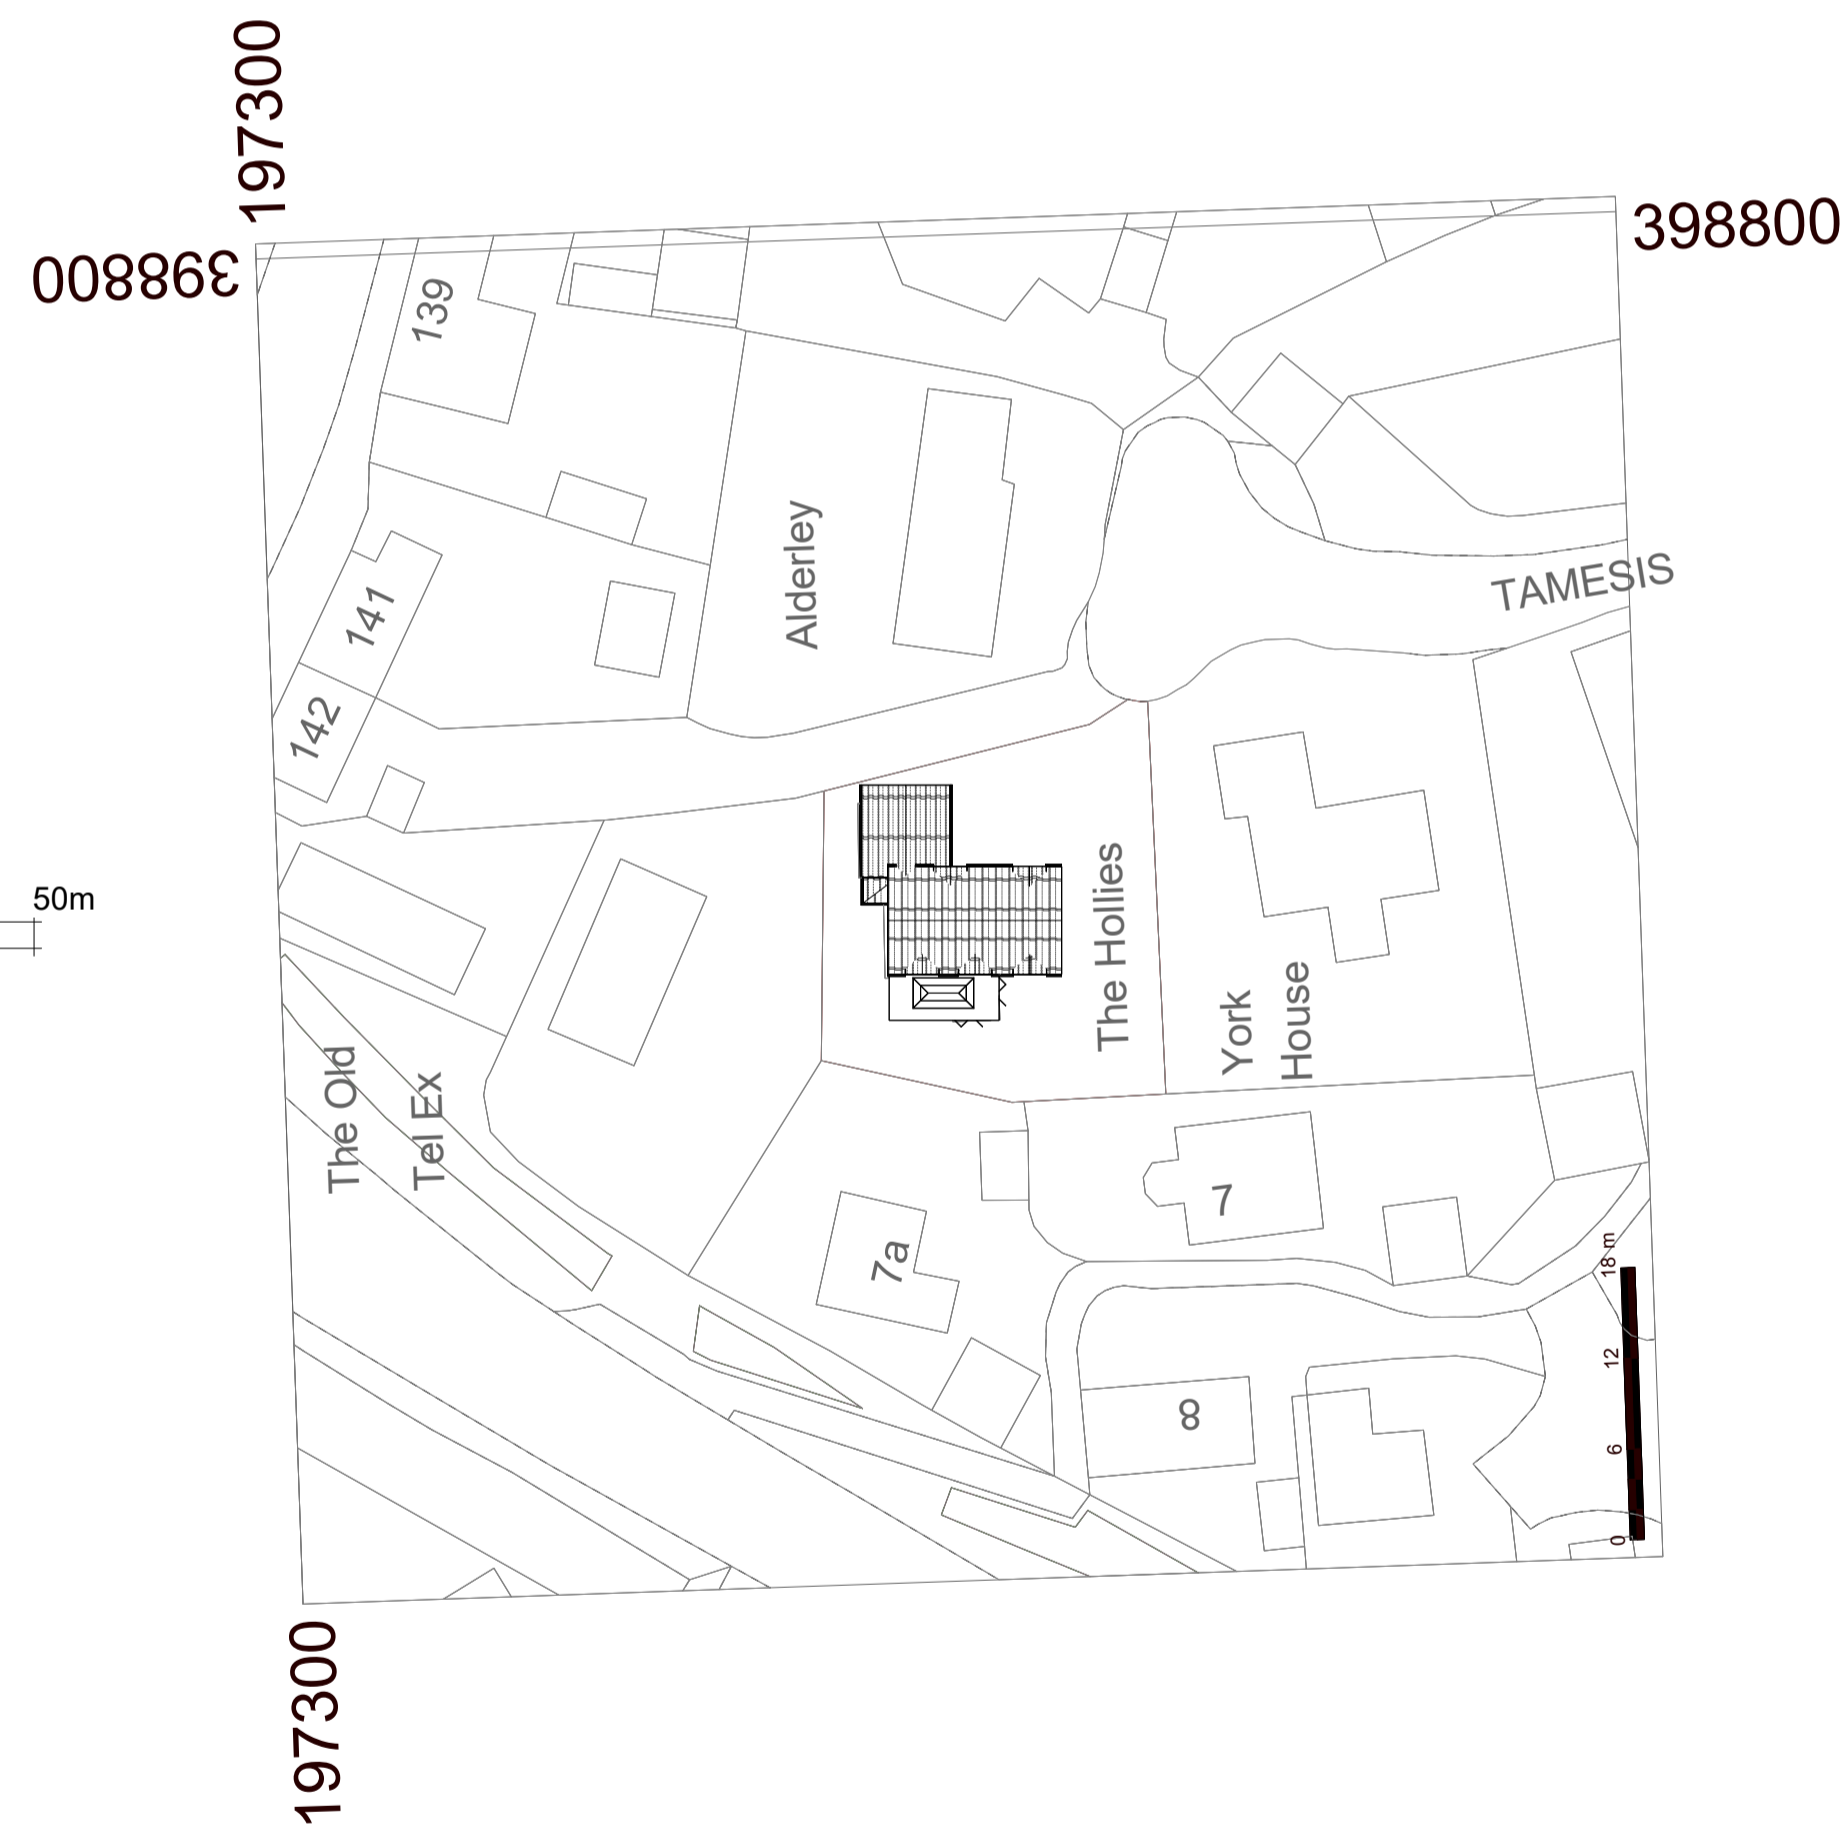 197300
398800
398800
139
Alderley
TAMESIS
141
142
50m
The Hollies
York
House
The Old
Tel Ex
7
7a
18 m
12
8
6
0
197300